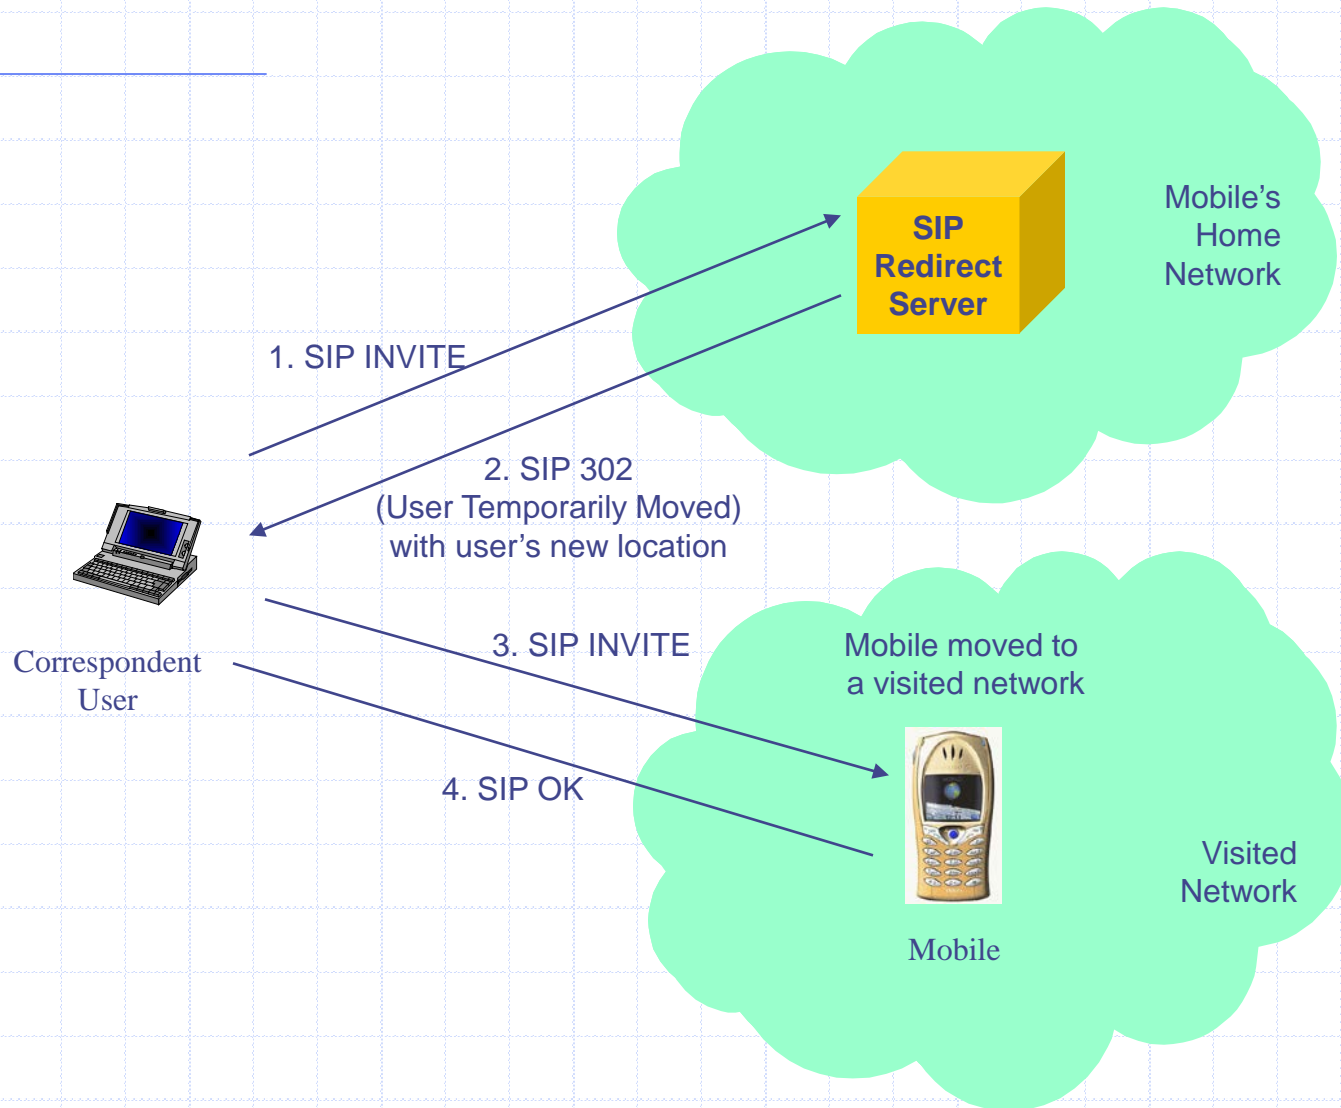 Mobile's
Home
Network
SIP
Redirect
Server
1. SIP INVITE
2. SIP 302
(User Temporarily Moved)
with user's new location
Correspondent
User
3. SIP INVITE
Mobile moved to
a visited network
4. SIP OK
Visited
Network
Mobile